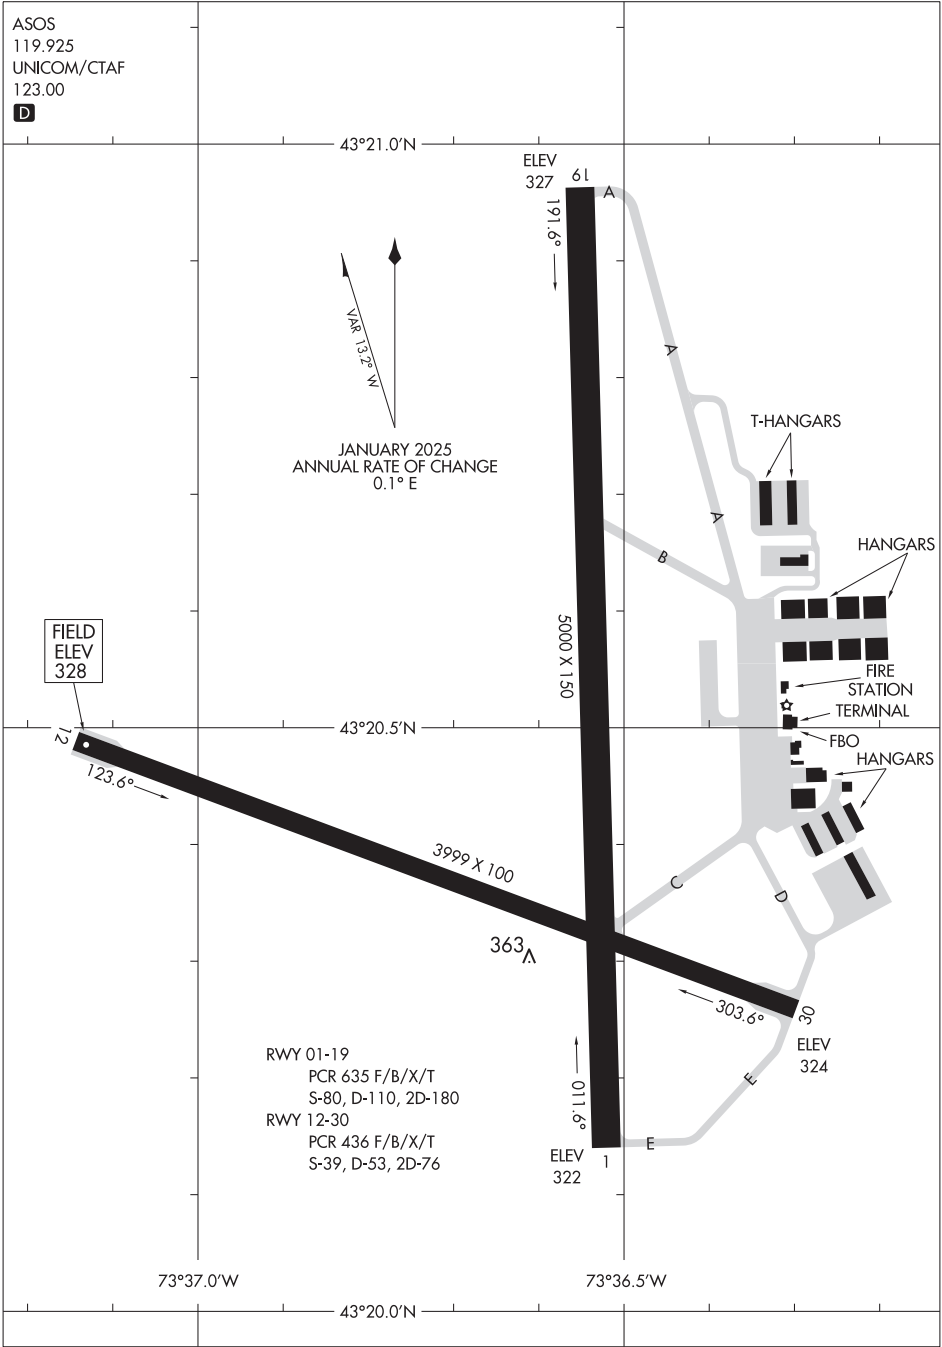 ASOS
119.925
UNICOM/CTAF
123.00
D
43°21.0'N
ELEV
327
19
A
191.6°
VAR 13.2° W
JANUARY 2025
ANNUAL RATE OF CHANGE
0.1° E
A
T-HANGARS
A
B
HANGARS
5000 X 150
FIELD
ELEV
328
FIRE
STATION
TERMINAL
43°20.5'N
FBO
HANGARS
12
123.6°
3999 X 100
C
D
363
303.6°
30
ELEV
324
RWY 01-19
PCR 635 F/B/X/T
S-80, D-110, 2D-180
RWY 12-30
PCR 436 F/B/X/T
S-39, D-53, 2D-76
011.6°
E
E
ELEV
322
1
73°37.0'W
73°36.5'W
43°20.0'N